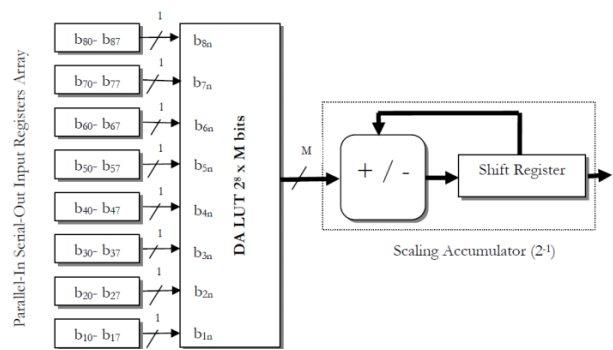 Parallel-In Serial-Out Input Registers Array
b80- b87
1
b8n
b70- b77
1
b7n
b60- b67
1
b6n
b50- b57
1
b5n
b40- b47
1
b4n
b30- b37
1
b3n
b20- b27
1
b2n
b10- b17
1
b1n
DA LUT 2⁸ x M bits
M
+ / -
Shift Register
Scaling Accumulator (2⁻¹)